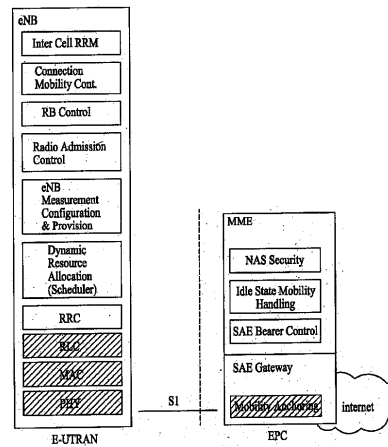 eNB
Inter Cell RRM
Connection
Mobility Cont.
RB Control
Radio Admission
Control
eNB
Measurement
Configuration
& Provision
Dynamic
Resource
Allocation
(Scheduler)
RRC
RLC
MAC
PHY
E-UTRAN
S1
MME
NAS Security
Idle State Mobility
Handling
SAE Bearer Control
SAE Gateway
Mobility Anchoring
EPC
internet